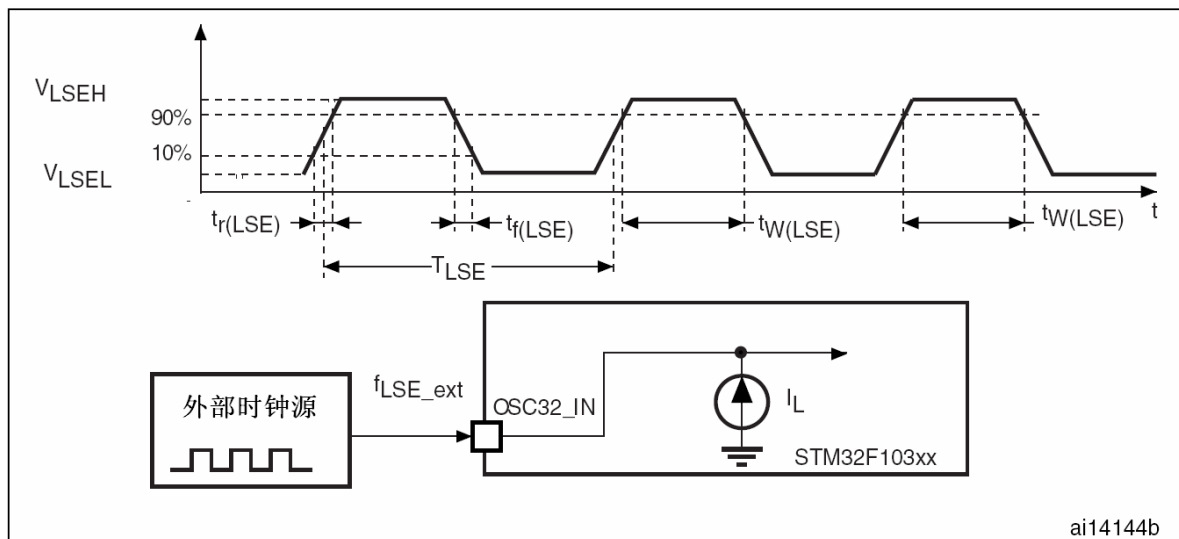 VLSEH
90%
10%
VLSEL
tr(LSE)
tf(LSE)
tW(LSE)
tW(LSE)
t
TLSE
fLSE_ext
外部时钟源
OSC32_IN
IL
STM32F103xx
ai14144b